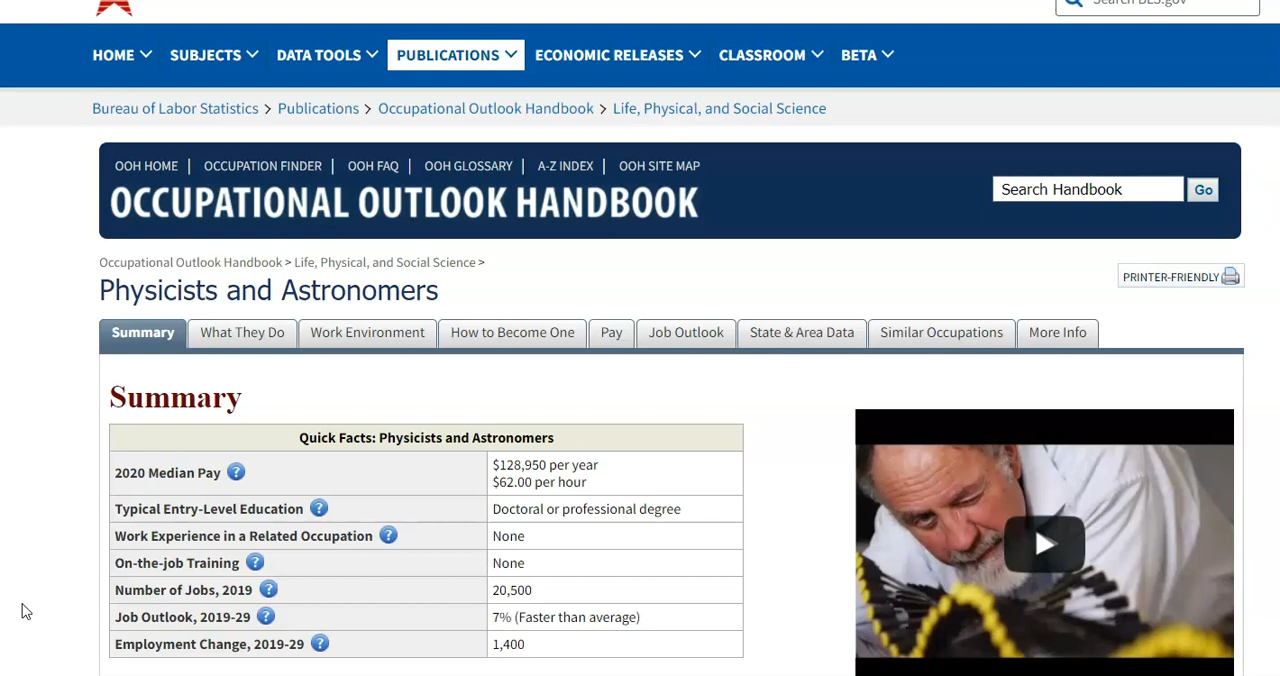 Search BLS.gov
HOME SUBJECTS DATA TOOLS PUBLICATIONS ECONOMIC RELEASES CLASSROOM BETA
Bureau of Labor Statistics > Publications > Occupational Outlook Handbook > Life, Physical, and Social Science
OOH HOME | OCCUPATION FINDER | OOH FAQ | OOH GLOSSARY | A-Z INDEX | OOH SITE MAP
OCCUPATIONAL OUTLOOK HANDBOOK
Search Handbook Go
Occupational Outlook Handbook > Life, Physical, and Social Science >
Physicists and Astronomers
PRINTER-FRIENDLY
Summary What They Do Work Environment How to Become One Pay Job Outlook State & Area Data Similar Occupations More Info
Summary
Quick Facts: Physicists and Astronomers
2020 Median Pay ? $128,950 per year
$62.00 per hour
Typical Entry-Level Education ? Doctoral or professional degree
Work Experience in a Related Occupation ? None
On-the-job Training ? None
Number of Jobs, 2019 ? 20,500
Job Outlook, 2019-29 ? 7% (Faster than average)
Employment Change, 2019-29 ? 1,400